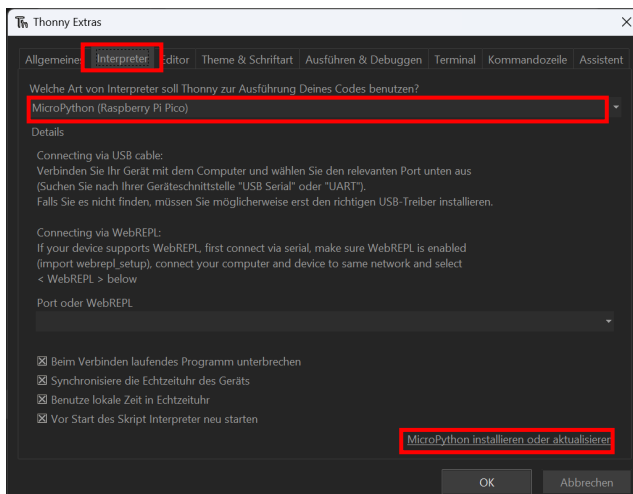 Thonny Extras
Allgemeines Interpreter Editor Theme & Schriftart Ausführen & Debuggen Terminal Kommandozeile Assistent
Welche Art von Interpreter soll Thonny zur Ausführung Deines Codes benutzen?
MicroPython (Raspberry Pi Pico)
Details
Connecting via USB cable:
Verbinden Sie Ihr Gerät mit dem Computer und wählen Sie den relevanten Port unten aus
(Suchen Sie nach Ihrer Geräteschnittstelle "USB Serial" oder "UART").
Falls Sie es nicht finden, müssen Sie möglicherweise erst den richtigen USB-Treiber installieren.
Connecting via WebREPL:
If your device supports WebREPL, first connect via serial, make sure WebREPL is enabled
(import webrepl_setup), connect your computer and device to same network and select
< WebREPL > below
Port oder WebREPL
Beim Verbinden laufendes Programm unterbrechen
Synchronisiere die Echtzeituhr des Geräts
Benutze lokale Zeit in Echtzeituhr
Vor Start des Skript Interpreter neu starten
MicroPython installieren oder aktualisieren
OK Abbrechen